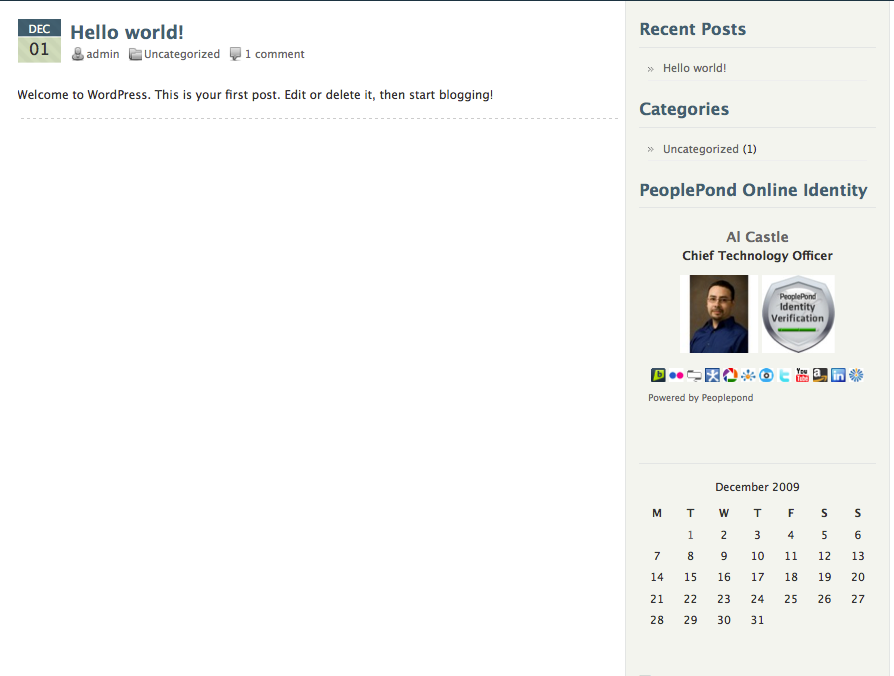 DEC
01
Hello world!
admin Uncategorized 1 comment
Welcome to WordPress. This is your first post. Edit or delete it, then start blogging!
Recent Posts
» Hello world!
Categories
» Uncategorized (1)
PeoplePond Online Identity
Al Castle
Chief Technology Officer
PeoplePond
Identity
Verification
You
Tube
Powered by Peoplepond
December 2009
M T W T F S S
1 2 3 4 5 6
7 8 9 10 11 12 13
14 15 16 17 18 19 20
21 22 23 24 25 26 27
28 29 30 31